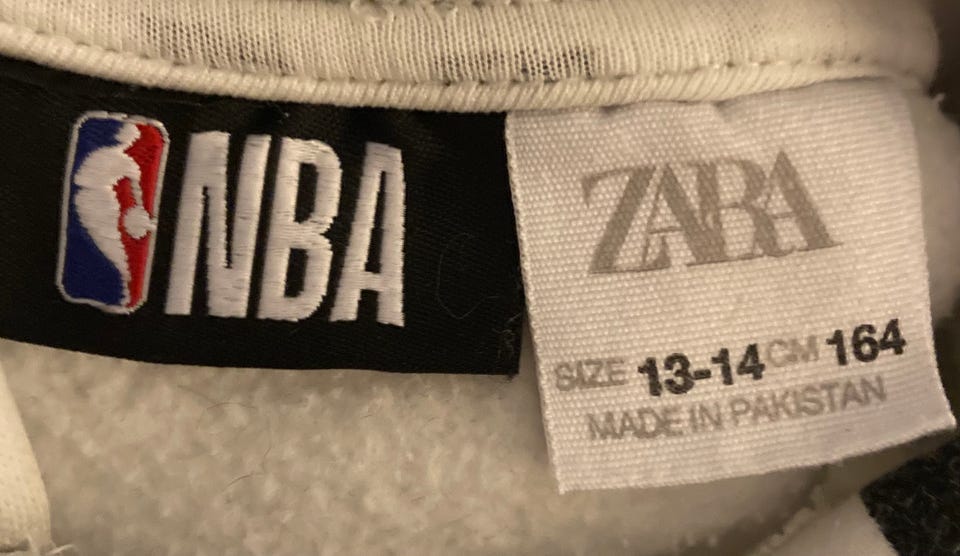 NBA
ZARA
SIZE 13-14 CM 164
MADE IN PAKISTAN